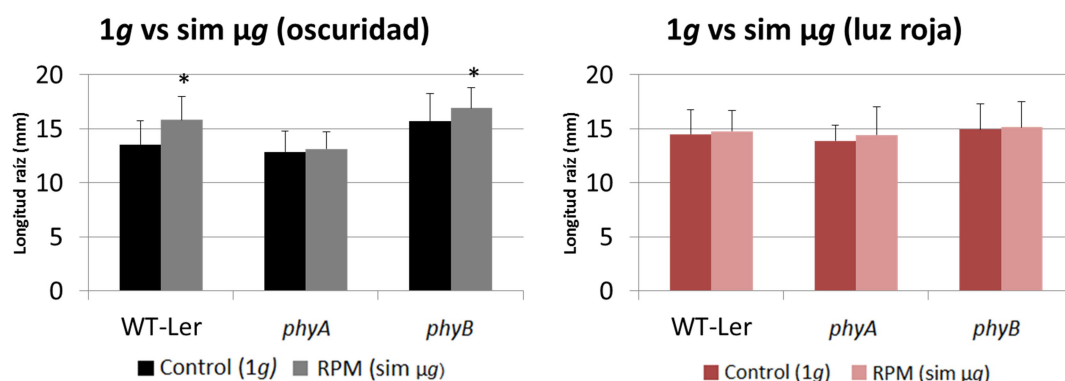 1g vs sim µg (oscuridad)
Longitud raíz (mm)
20
15
10
5
0
*
*
WT-Ler phyA phyB
Control (1g) RPM (sim µg)
1g vs sim µg (luz roja)
Longitud raíz (mm)
20
15
10
5
0
WT-Ler phyA phyB
Control (1g) RPM (sim µg)